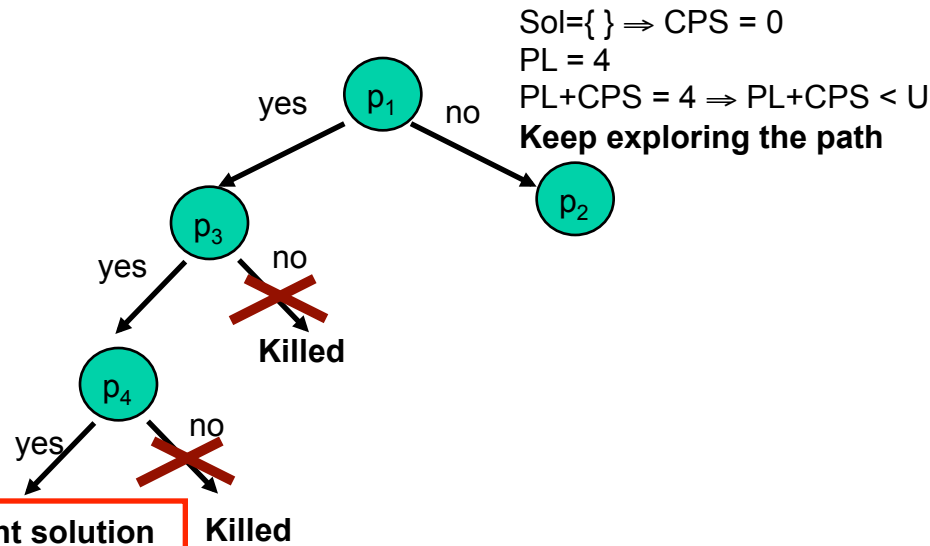 Sol={ } ⇒ CPS = 0
PL = 4
PL+CPS = 4 ⇒ PL+CPS < U
Keep exploring the path
yes
p1
no
p3
p2
yes
no
Killed
p4
yes
no
solution
Killed